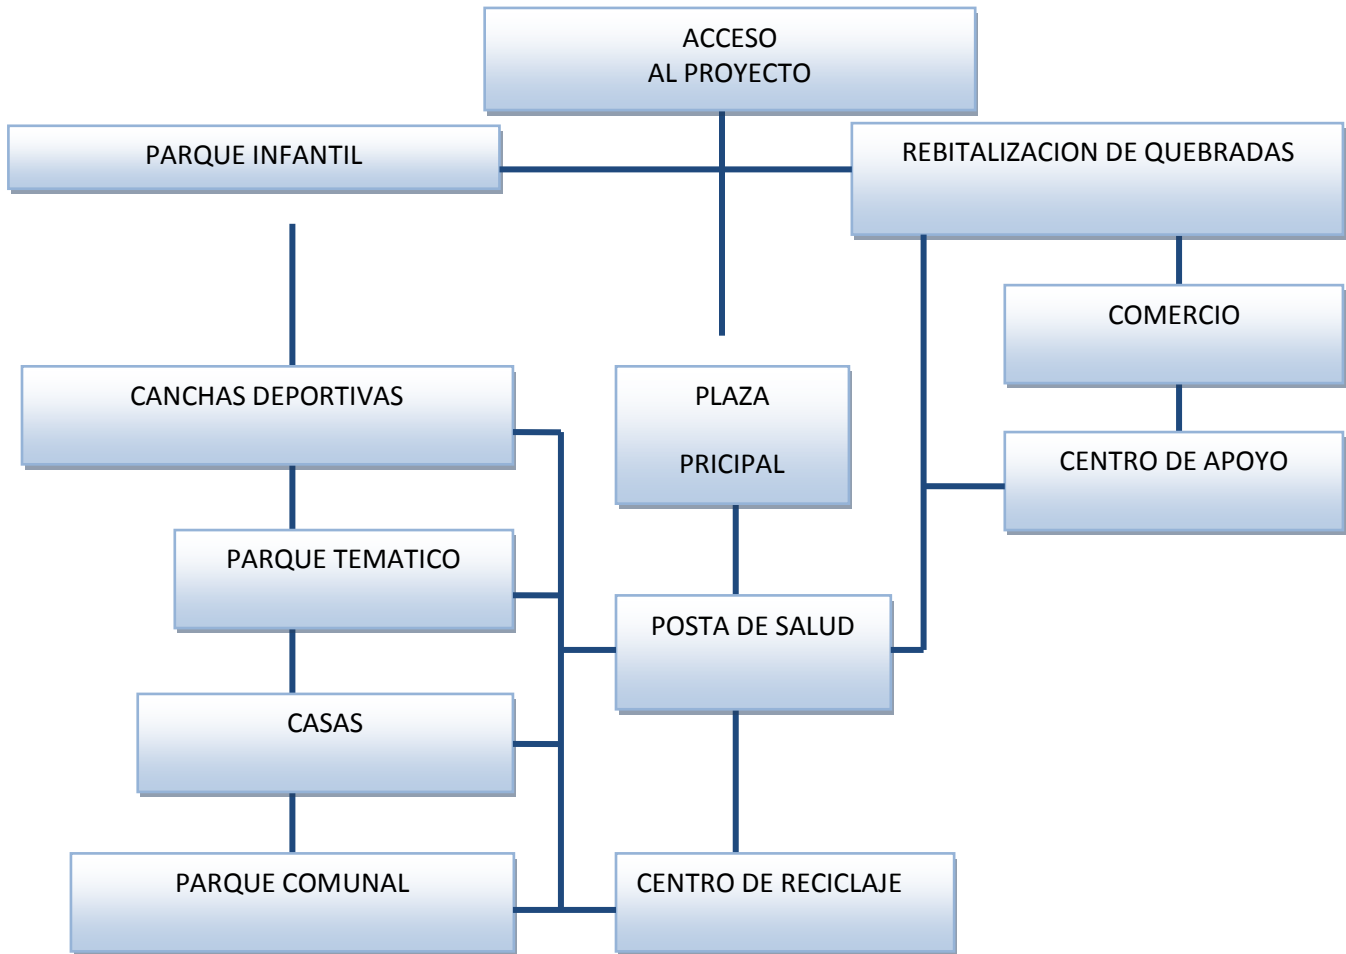 ACCESO
AL PROYECTO
PARQUE INFANTIL
REBITALIZACION DE QUEBRADAS
COMERCIO
CANCHAS DEPORTIVAS
PLAZA
PRICIPAL
CENTRO DE APOYO
PARQUE TEMATICO
POSTA DE SALUD
CASAS
PARQUE COMUNAL
CENTRO DE RECICLAJE